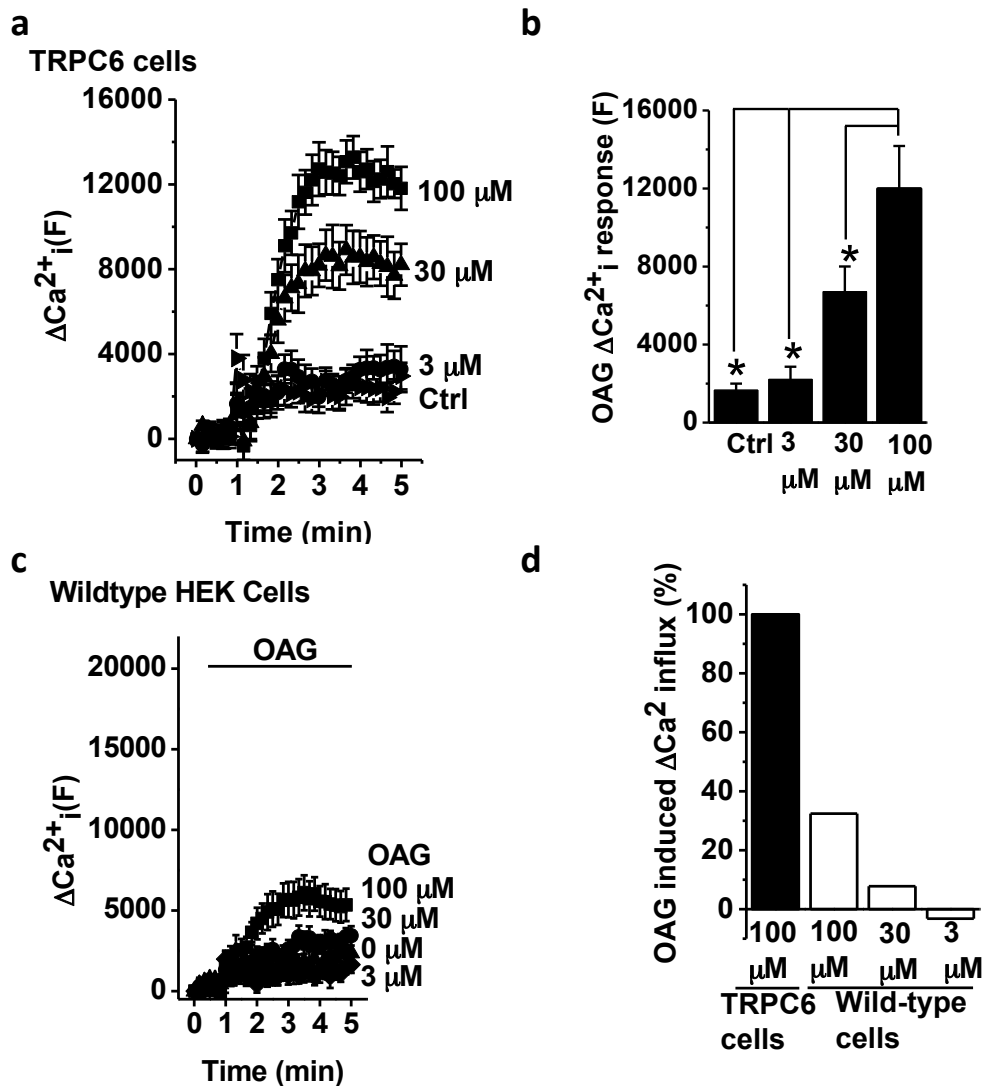 a
TRPC6 cells
ΔCa2+i(F)
16000
12000
8000
4000
0
100 μM
30 μM
3 μM
Ctrl
0 1 2 3 4 5
Time (min)
b
OAG ΔCa2+i response (F)
16000
12000
8000
4000
0
*
*
*
Ctrl 3 30 100
μM μM μM
c
Wildtype HEK Cells
OAG
ΔCa2+i(F)
20000
15000
10000
5000
0
OAG
100 μM
30 μM
0 μM
3 μM
0 1 2 3 4 5
Time (min)
d
OAG induced ΔCa2 influx (%)
100
80
60
40
20
0
100 100 30 3
μM μM μM μM
TRPC6 Wild-type
cells cells